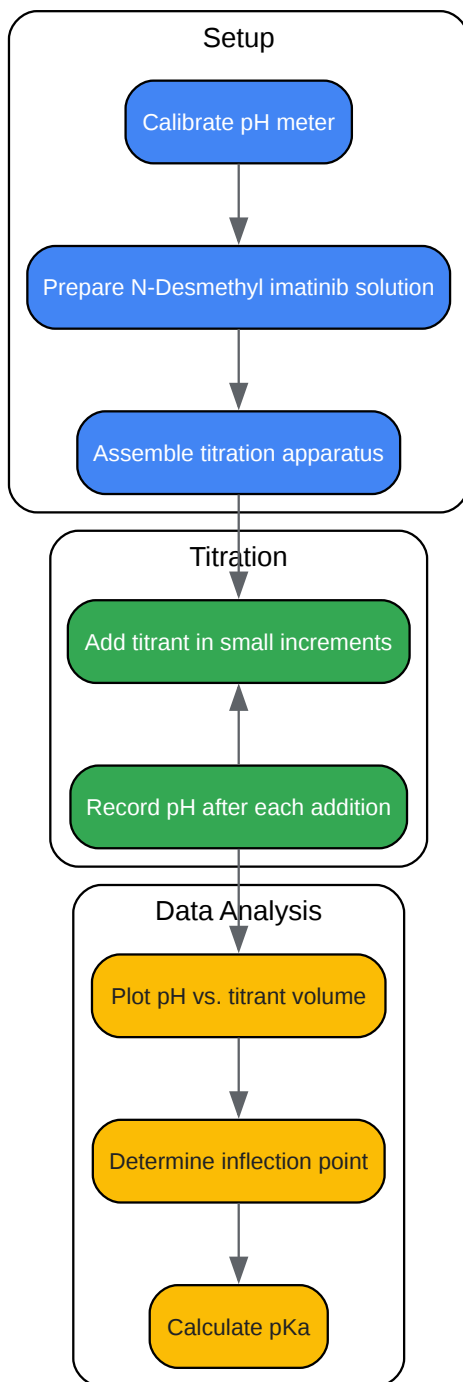 Setup
Calibrate pH meter
Prepare N-Desmethyl imatinib solution
Assemble titration apparatus
Titration
Add titrant in small increments
Record pH after each addition
Data Analysis
Plot pH vs. titrant volume
Determine inflection point
Calculate pKa